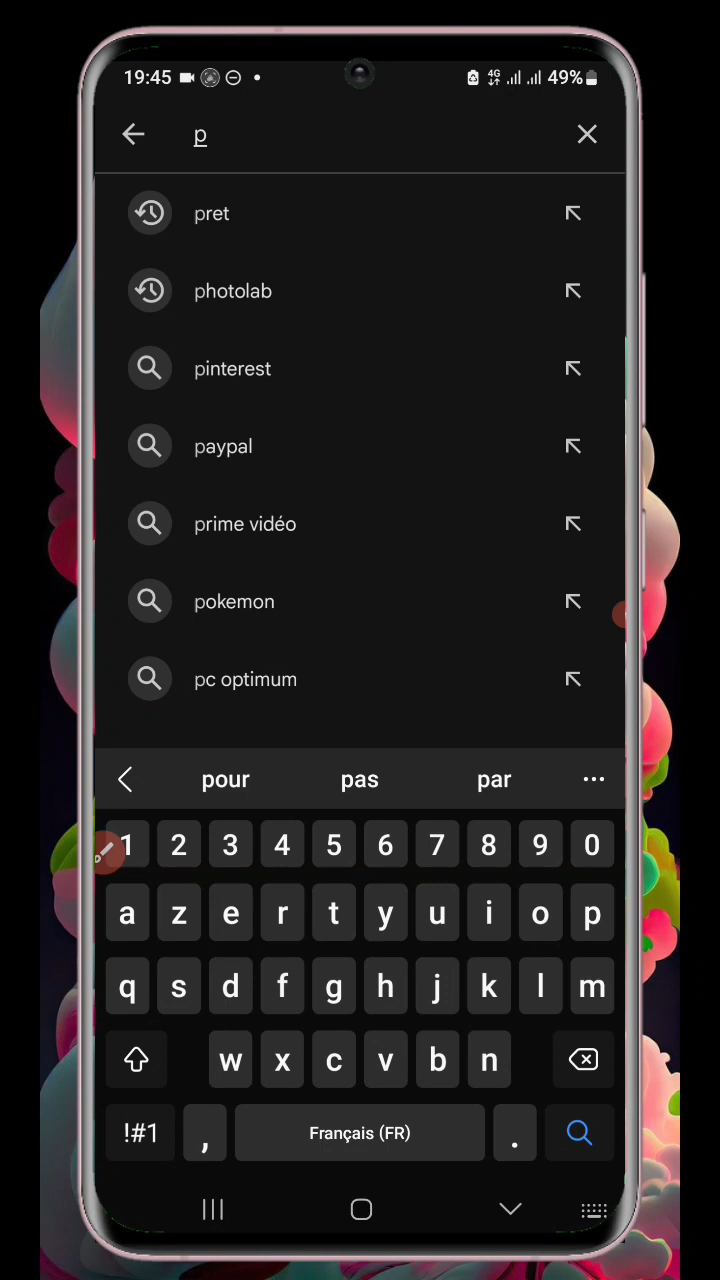 19:45 4G 49%
p
pret
photolab
pinterest
paypal
prime vidéo
pokemon
pc optimum
pour pas par
1 2 3 4 5 6 7 8 9 0
a z e r t y u i o p
q s d f g h j k l m
w x c v b n
!#1 , Français (FR) .